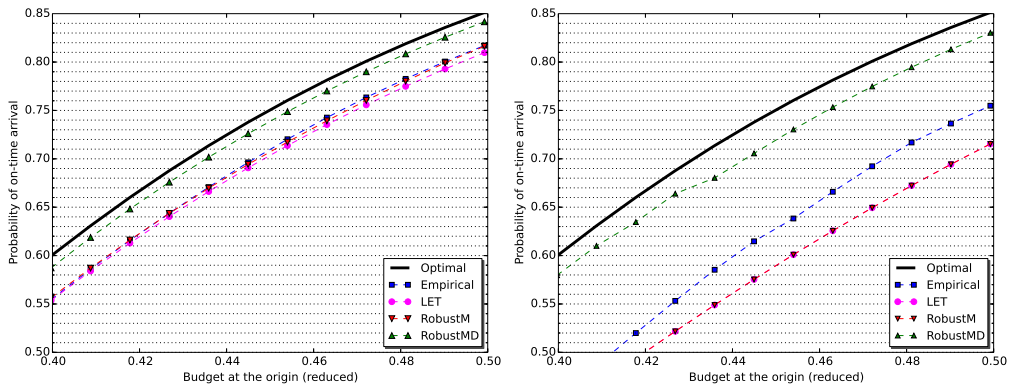 0.85
0.80
0.75
0.70
0.65
0.60
0.55
0.50
Probability of on-time arrival
0.40 0.42 0.44 0.46 0.48 0.50
Budget at the origin (reduced)
Optimal
Empirical
LET
RobustM
RobustMD
0.85
0.80
0.75
0.70
0.65
0.60
0.55
0.50
Probability of on-time arrival
0.40 0.42 0.44 0.46 0.48 0.50
Budget at the origin (reduced)
Optimal
Empirical
LET
RobustM
RobustMD